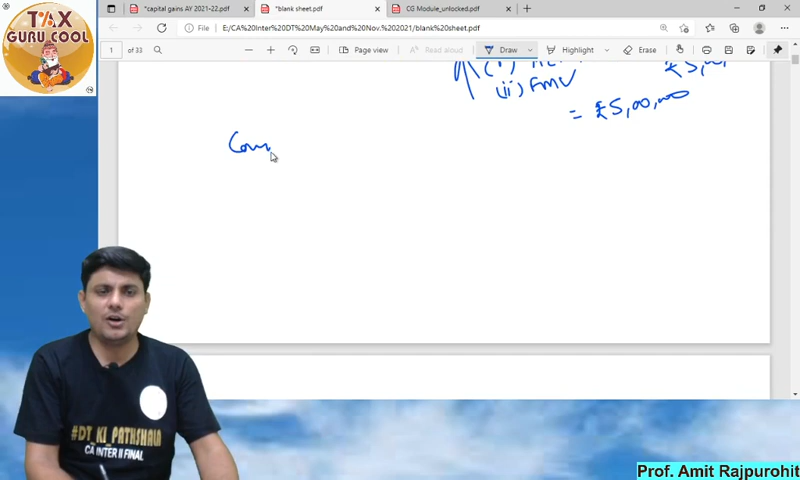 TAX
GURU COOL
*capital gains AY 2021-22.pdf
*blank sheet.pdf
CG Module_unlocked.pdf
File
E:/CA%20Inter%20DT%20May%20and%20Nov.%202021/blank%20sheet.pdf
1
of 33
Page view
Read aloud
Draw
Highlight
Erase
(ii) FMV
= ₹5,00,000
#DT_KI_PATHSHALA
CA INTER II FINAL
Prof. Amit Rajpurohit